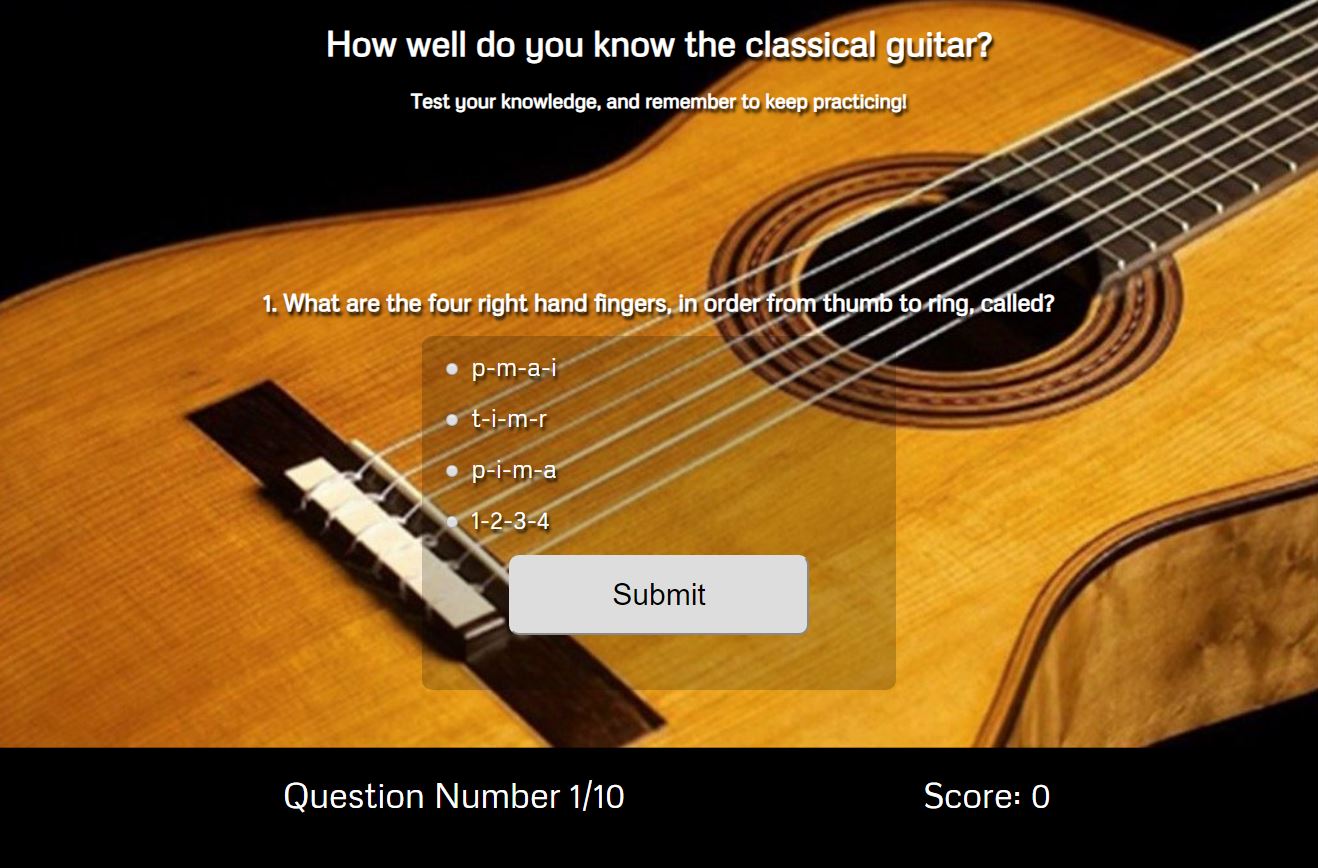 How well do you know the classical guitar?
Test your knowledge, and remember to keep practicing!
1. What are the four right hand fingers, in order from thumb to ring, called?
p-m-a-i
t-i-m-r
p-i-m-a
1-2-3-4
Submit
Question Number 1/10
Score: 0